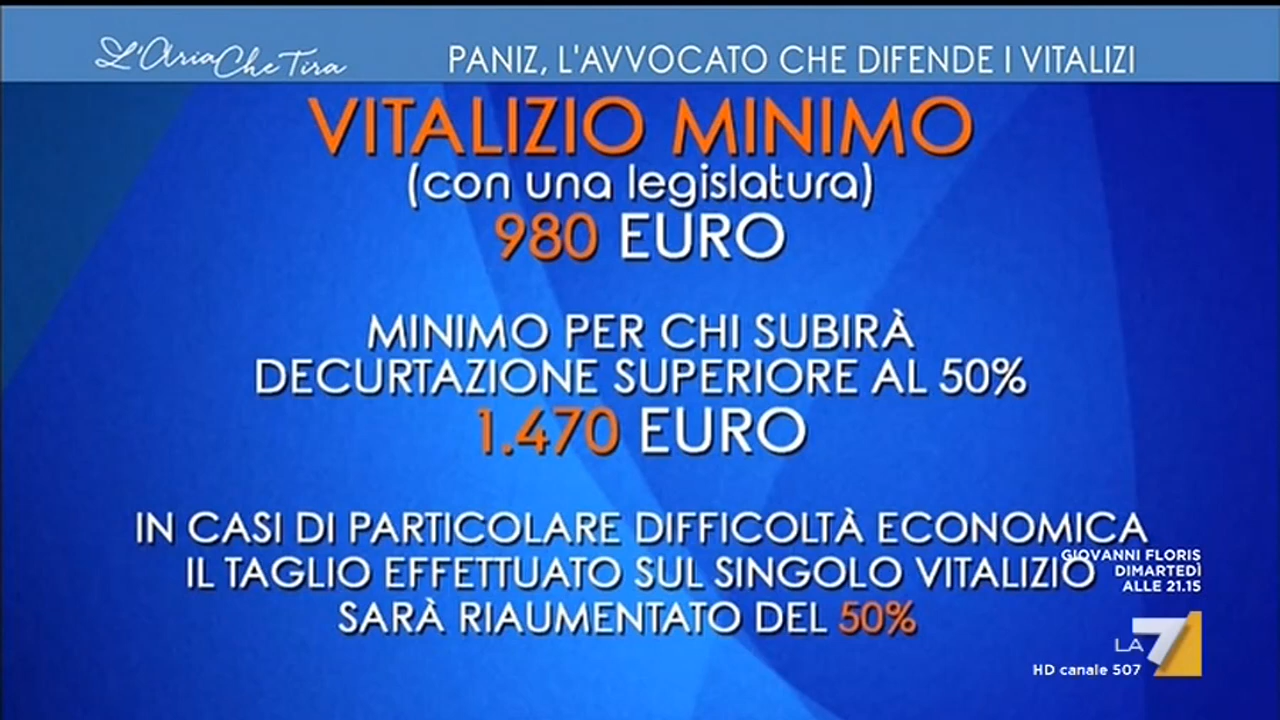 L'Aria Che Tira
PANIZ, L'AVVOCATO CHE DIFENDE I VITALIZI
VITALIZIO MINIMO
(con una legislatura)
980 EURO
MINIMO PER CHI SUBIRÀ
DECURTAZIONE SUPERIORE AL 50%
1.470 EURO
IN CASI DI PARTICOLARE DIFFICOLTÀ ECONOMICA
IL TAGLIO EFFETTUATO SUL SINGOLO VITALIZIO
SARÀ RIAUMENTATO DEL 50%
GIOVANNI FLORIS
DIMARTEDÌ
ALLE 21.15
LA7
HD canale 507